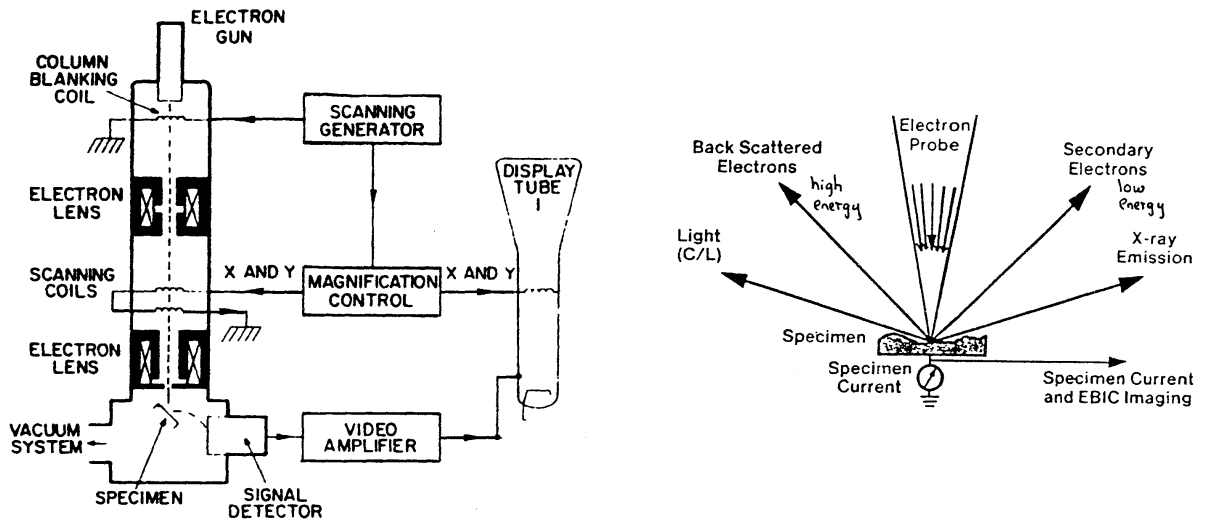 ELECTRON
GUN
COLUMN
BLANKING
COIL
SCANNING
GENERATOR
ELECTRON
LENS
DISPLAY
TUBE
I
SCANNING
COILS
X AND Y
MAGNIFICATION
CONTROL
X AND Y
ELECTRON
LENS
VACUUM
SYSTEM
VIDEO
AMPLIFIER
SPECIMEN
SIGNAL
DETECTOR
Electron
Probe
Back Scattered
Electrons
high
energy
Secondary
Electrons
low
energy
Light
(C/L)
X-ray
Emission
Specimen
Specimen
Current
Specimen Current
and EBIC Imaging